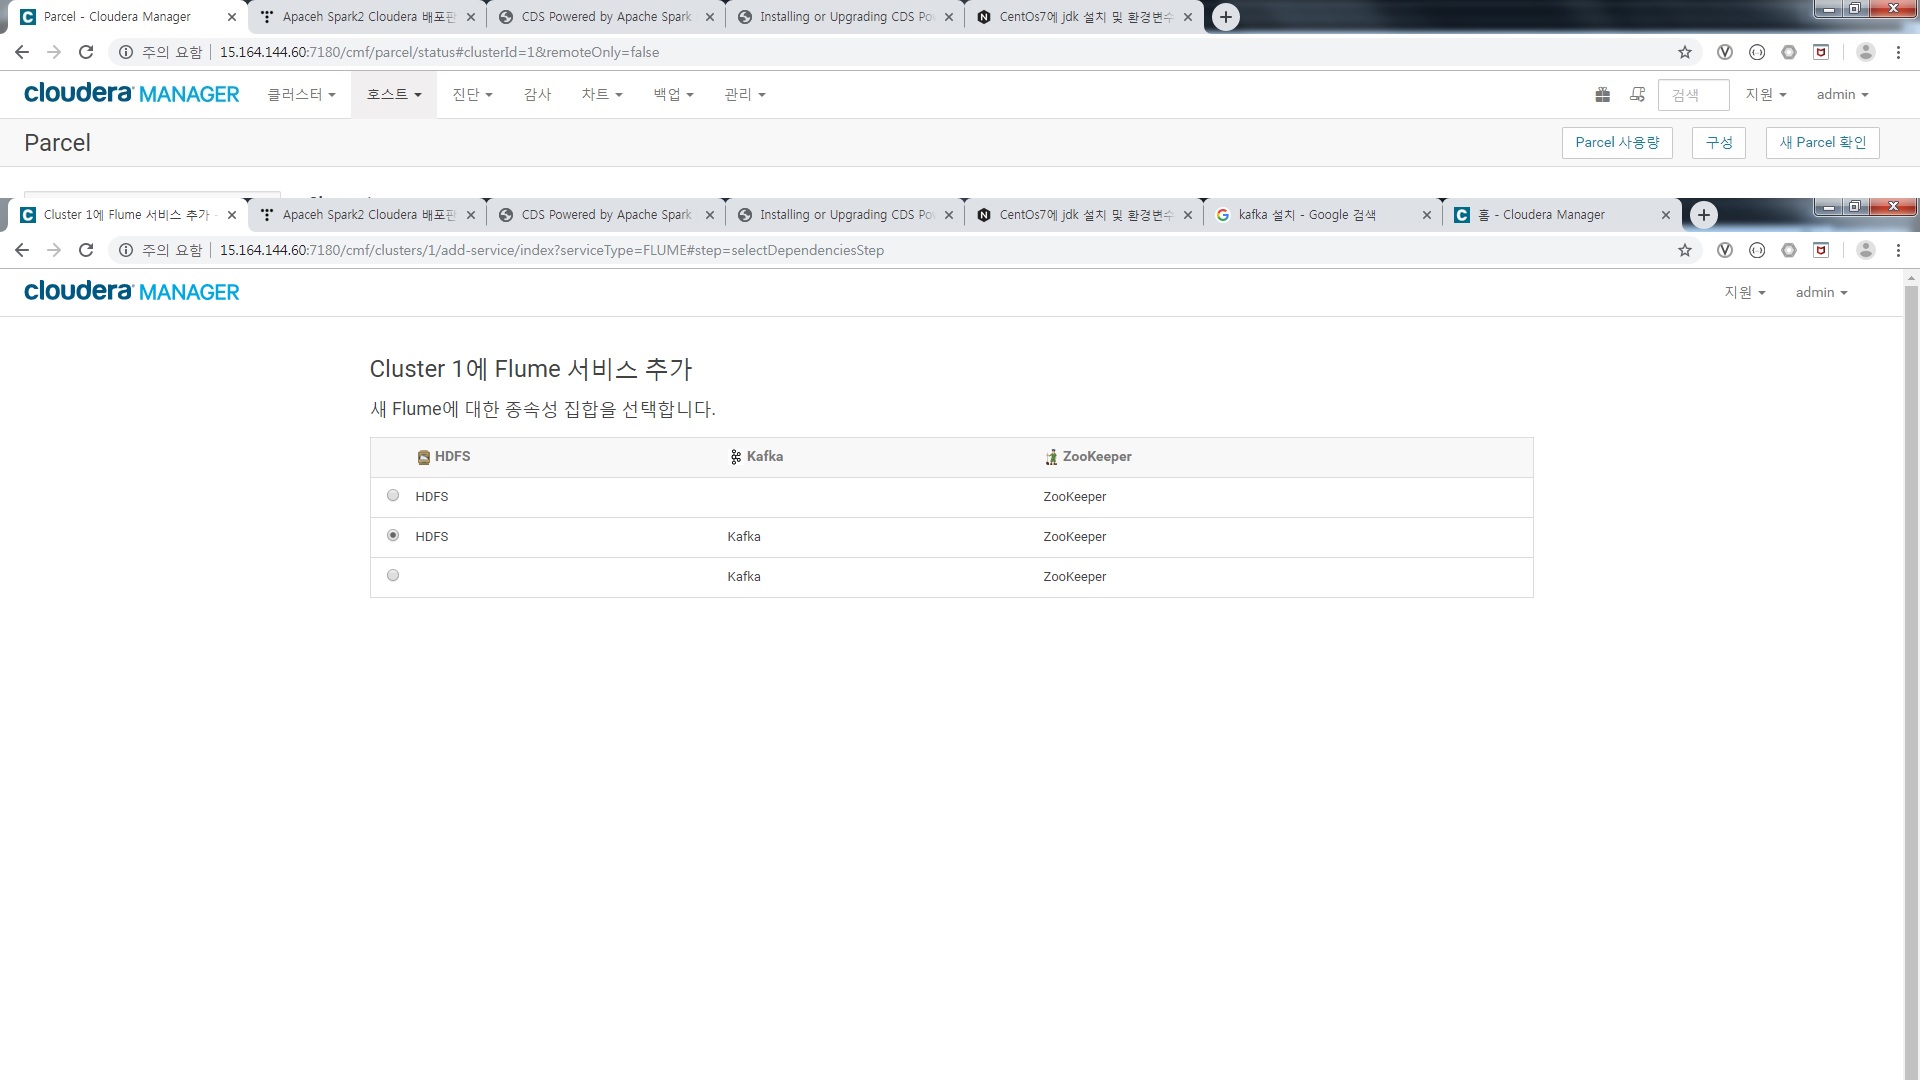 Parcel - Cloudera Manager
Apaceh Spark2 Cloudera 배포판
CDS Powered by Apache Spark
Installing or Upgrading CDS Po
CentOs7에 jdk 설치 및 환경변수
주의 요함 15.164.144.60:7180/cmf/parcel/status#clusterId=1&remoteOnly=false
cloudera MANAGER 클러스터 호스트 진단 감사 차트 백업 관리 검색 지원 admin
Parcel Parcel 사용량 구성 새 Parcel 확인
Cluster 1에 Flume 서비스 추가 -
Apaceh Spark2 Cloudera 배포판
CDS Powered by Apache Spark
Installing or Upgrading CDS Po
CentOs7에 jdk 설치 및 환경변수
kafka 설치 - Google 검색
홈 - Cloudera Manager
주의 요함 15.164.144.60:7180/cmf/clusters/1/add-service/index?serviceType=FLUME#step=selectDependenciesStep
cloudera MANAGER 지원 admin
Cluster 1에 Flume 서비스 추가
새 Flume에 대한 종속성 집합을 선택합니다.
HDFS Kafka ZooKeeper
HDFS ZooKeeper
HDFS Kafka ZooKeeper
Kafka ZooKeeper